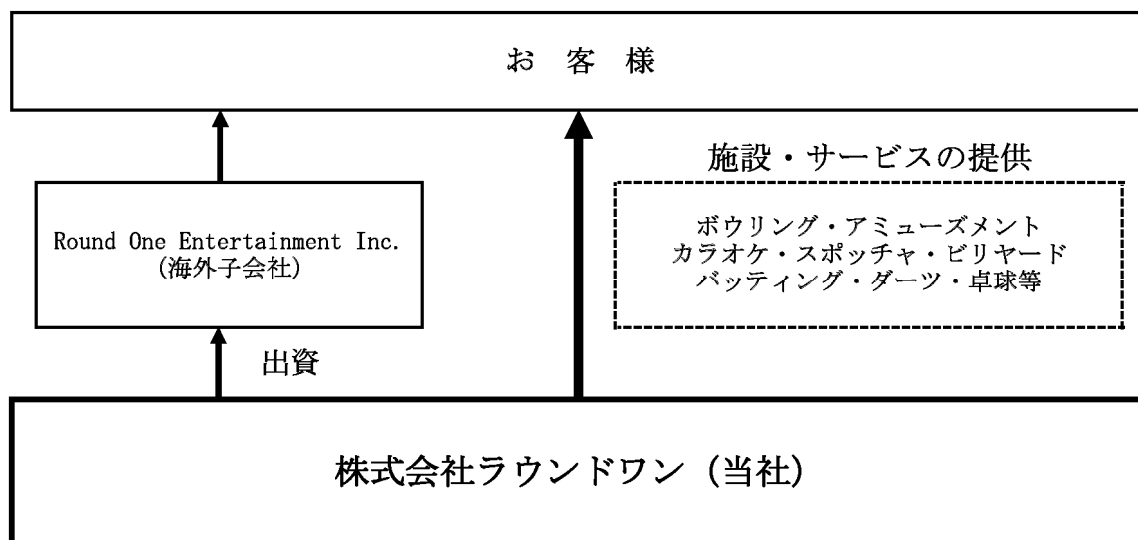 お 客 様
施設・サービスの提供
Round One Entertainment Inc.
(海外子会社)
ボウリング・アミューズメント
カラオケ・スポッチャ・ビリヤード
バッティング・ダーツ・卓球等
出資
株式会社ラウンドワン(当社)